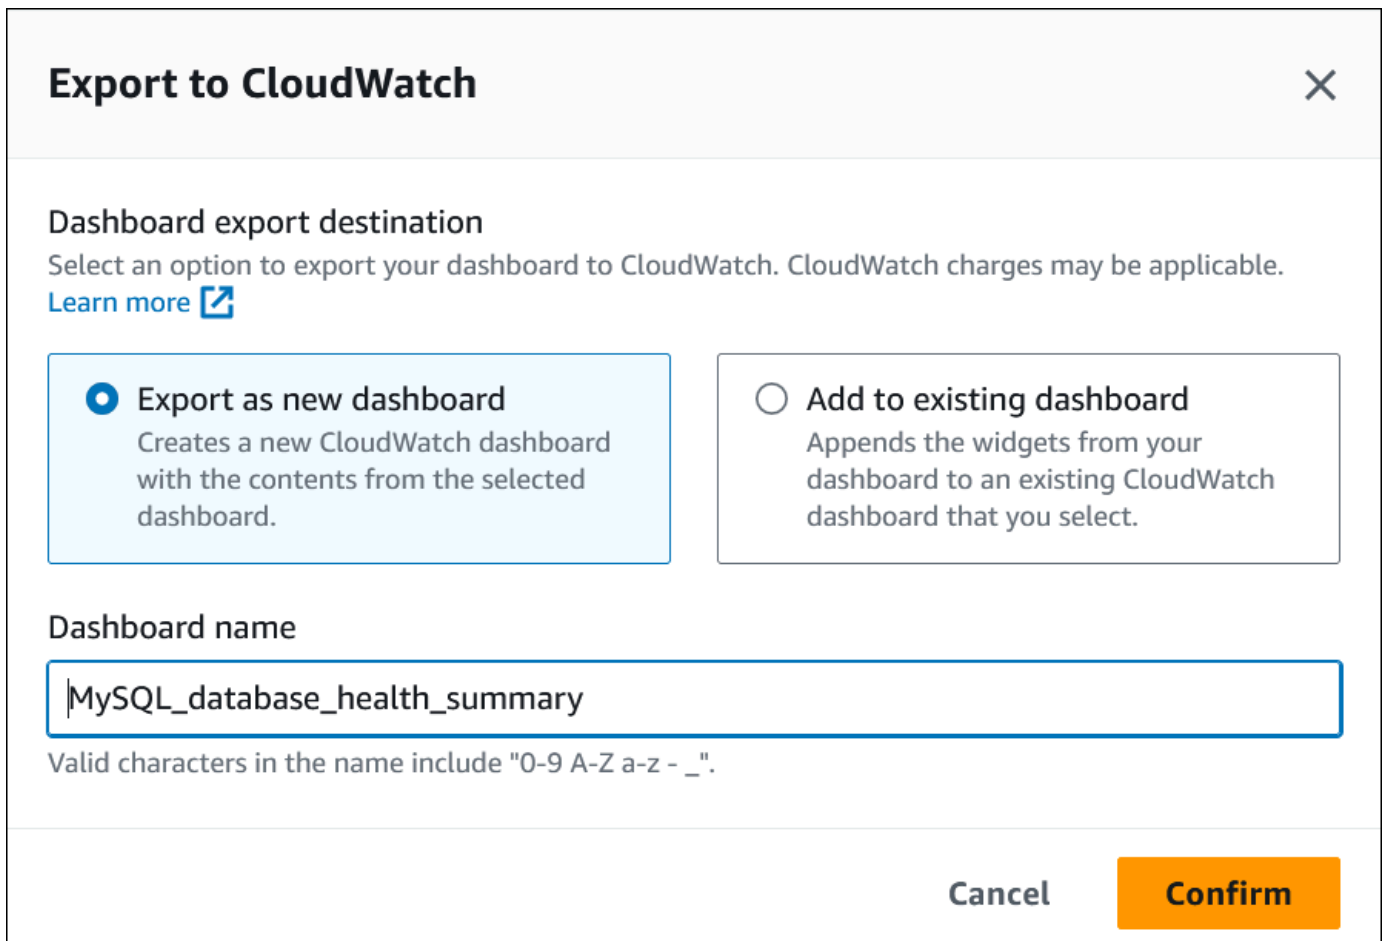 Export to CloudWatch
Dashboard export destination
Select an option to export your dashboard to CloudWatch. CloudWatch charges may be applicable.
Learn more
Export as new dashboard
Creates a new CloudWatch dashboard
with the contents from the selected
dashboard.
Add to existing dashboard
Appends the widgets from your
dashboard to an existing CloudWatch
dashboard that you select.
Dashboard name
MySQL_database_health_summary
Valid characters in the name include "0-9 A-Z a-z - _".
Cancel
Confirm